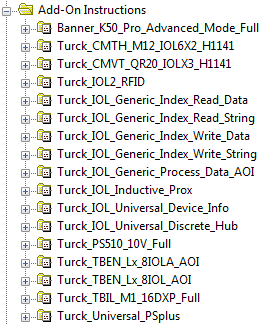 Add-On Instructions
Banner_K50_Pro_Advanced_Mode_Full
Turck_CMTH_M12_IOL6X2_H1141
Turck_CMVT_QR20_IOLX3_H1141
Turck_IOL2_RFID
Turck_IOL_Generic_Index_Read_Data
Turck_IOL_Generic_Index_Read_String
Turck_IOL_Generic_Index_Write_Data
Turck_IOL_Generic_Index_Write_String
Turck_IOL_Generic_Process_Data_AOI
Turck_IOL_Inductive_Prox
Turck_IOL_Universal_Device_Info
Turck_IOL_Universal_Discrete_Hub
Turck_PS510_10V_Full
Turck_TBEN_Lx_8IOLA_AOI
Turck_TBEN_Lx_8IOL_AOI
Turck_TBIL_M1_16DXP_Full
Turck_Universal_PSplus